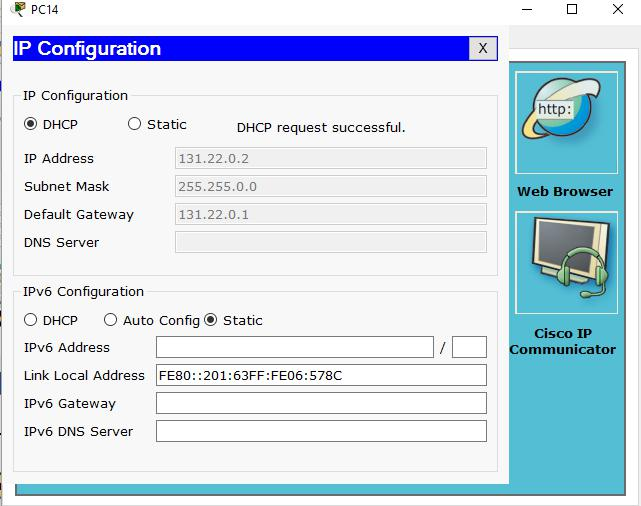 PC14
IP Configuration X
IP Configuration
DHCP Static DHCP request successful.
IP Address 131.22.0.2
Subnet Mask 255.255.0.0
Default Gateway 131.22.0.1
DNS Server
IPv6 Configuration
DHCP Auto Config Static
IPv6 Address /
Link Local Address FE80::201:63FF:FE06:578C
IPv6 Gateway
IPv6 DNS Server
http:
Web Browser
Cisco IP
Communicator